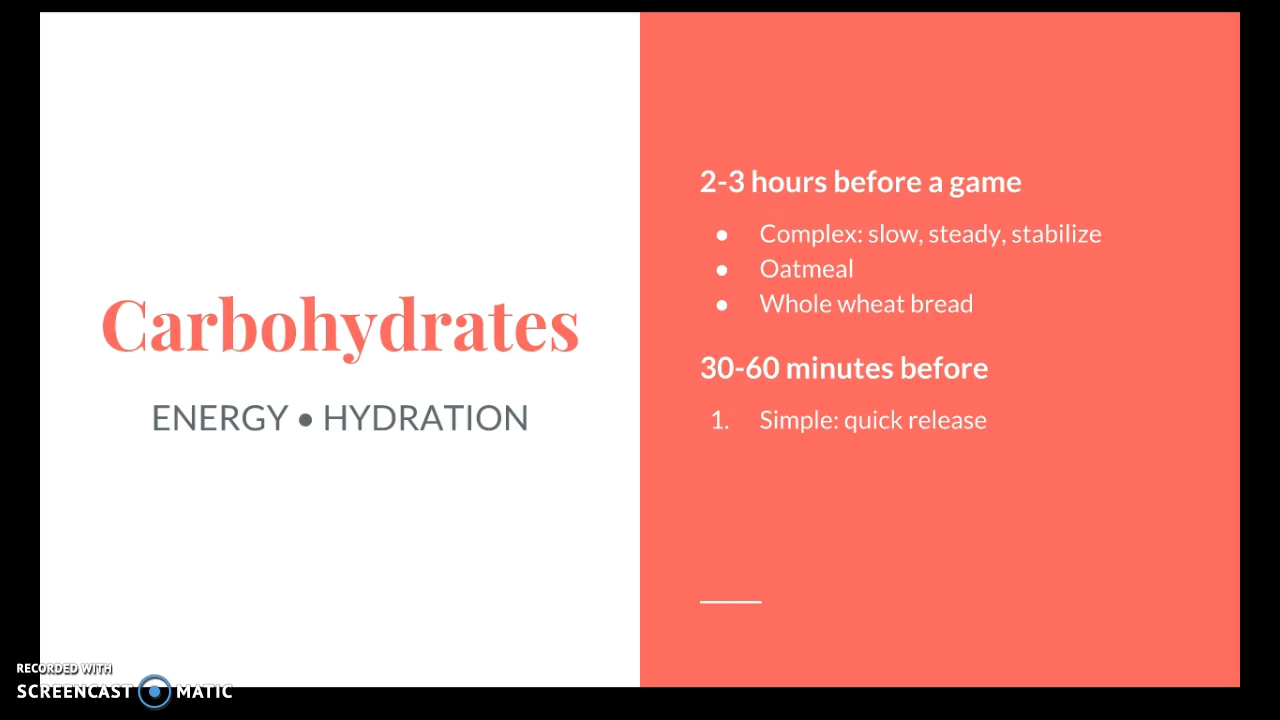 Carbohydrates
ENERGY ● HYDRATION
2-3 hours before a game
● Complex: slow, steady, stabilize
● Oatmeal
● Whole wheat bread
30-60 minutes before
1. Simple: quick release
RECORDED WITH
SCREENCAST MATIC